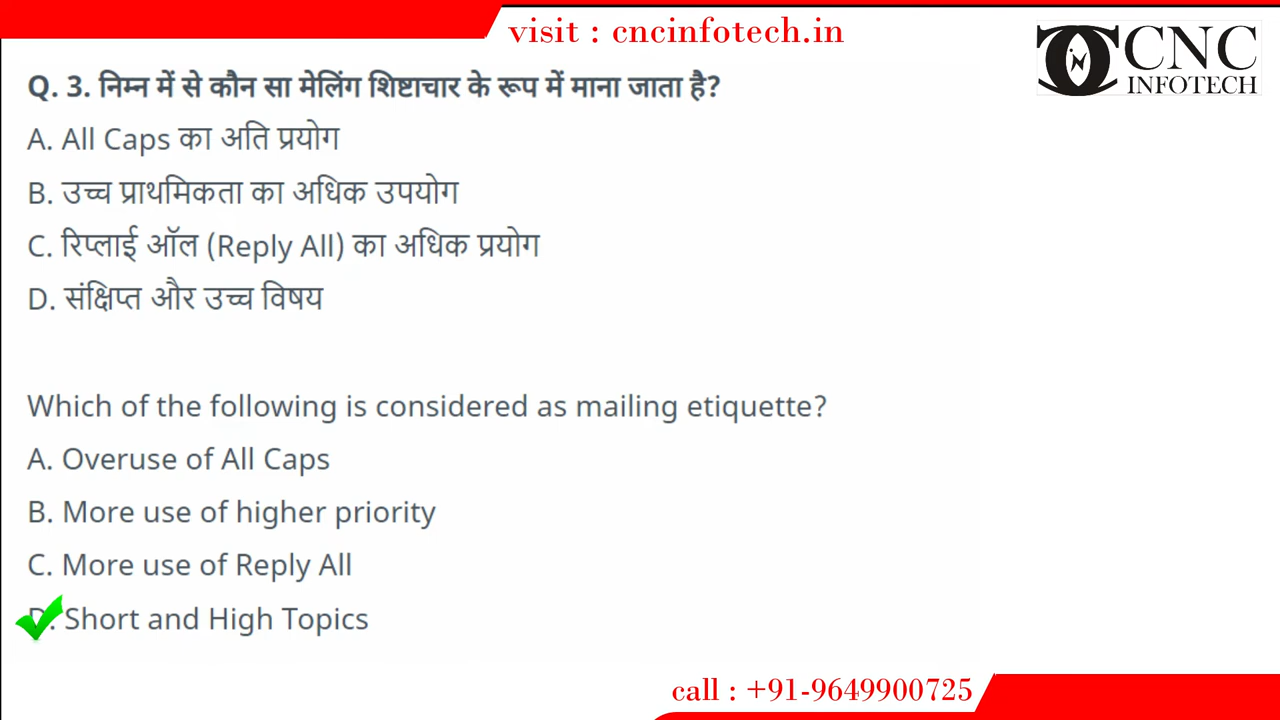 visit : cncinfotech.in
CNC
INFOTECH
Q. 3. निम्न में से कौन सा मेलिंग शिष्टाचार के रूप में माना जाता है?
A. All Caps का अति प्रयोग
B. उच्च प्राथमिकता का अधिक उपयोग
C. रिप्लाई ऑल (Reply All) का अधिक प्रयोग
D. संक्षिप्त और उच्च विषय
Which of the following is considered as mailing etiquette?
A. Overuse of All Caps
B. More use of higher priority
C. More use of Reply All
D. Short and High Topics
call : +91-9649900725